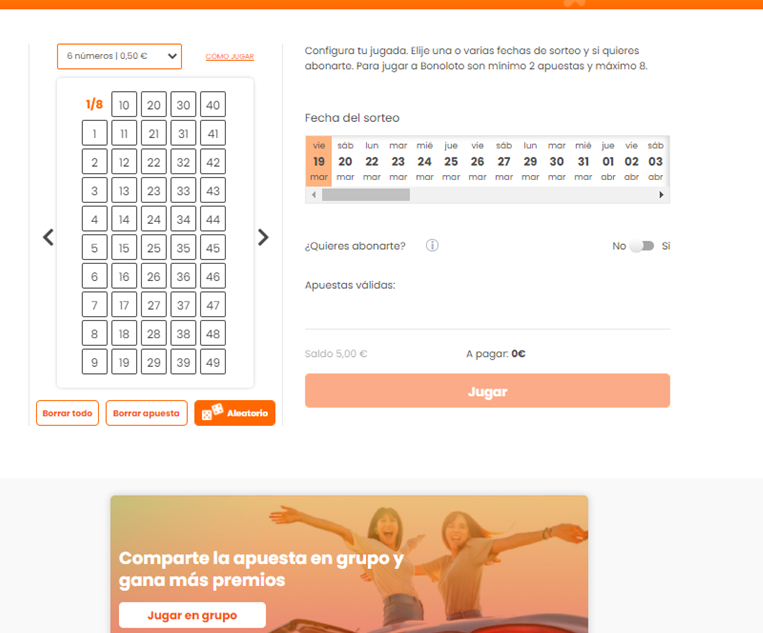 6 números | 0,50 €
CÓMO JUGAR
1/8 10 20 30 40
1 11 21 31 41
2 12 22 32 42
3 13 23 33 43
4 14 24 34 44
5 15 25 35 45
6 16 26 36 46
7 17 27 37 47
8 18 28 38 48
9 19 29 39 49
Borrar todo
Borrar apuesta
Aleatorio
Configura tu jugada. Elije una o varias fechas de sorteo y si quieres
abonarte. Para jugar a Bonoloto son mínimo 2 apuestas y máximo 8.
Fecha del sorteo
vie sáb lun mar mié jue vie sáb lun mar mié jue vie sáb
19 20 22 23 24 25 26 27 29 30 31 01 02 03
mar mar mar mar mar mar mar mar mar mar mar abr abr abr
¿Quieres abonarte?
No Si
Apuestas válidas:
Saldo 5,00 €
A pagar: 0€
Jugar
Comparte la apuesta en grupo y
gana más premios
Jugar en grupo